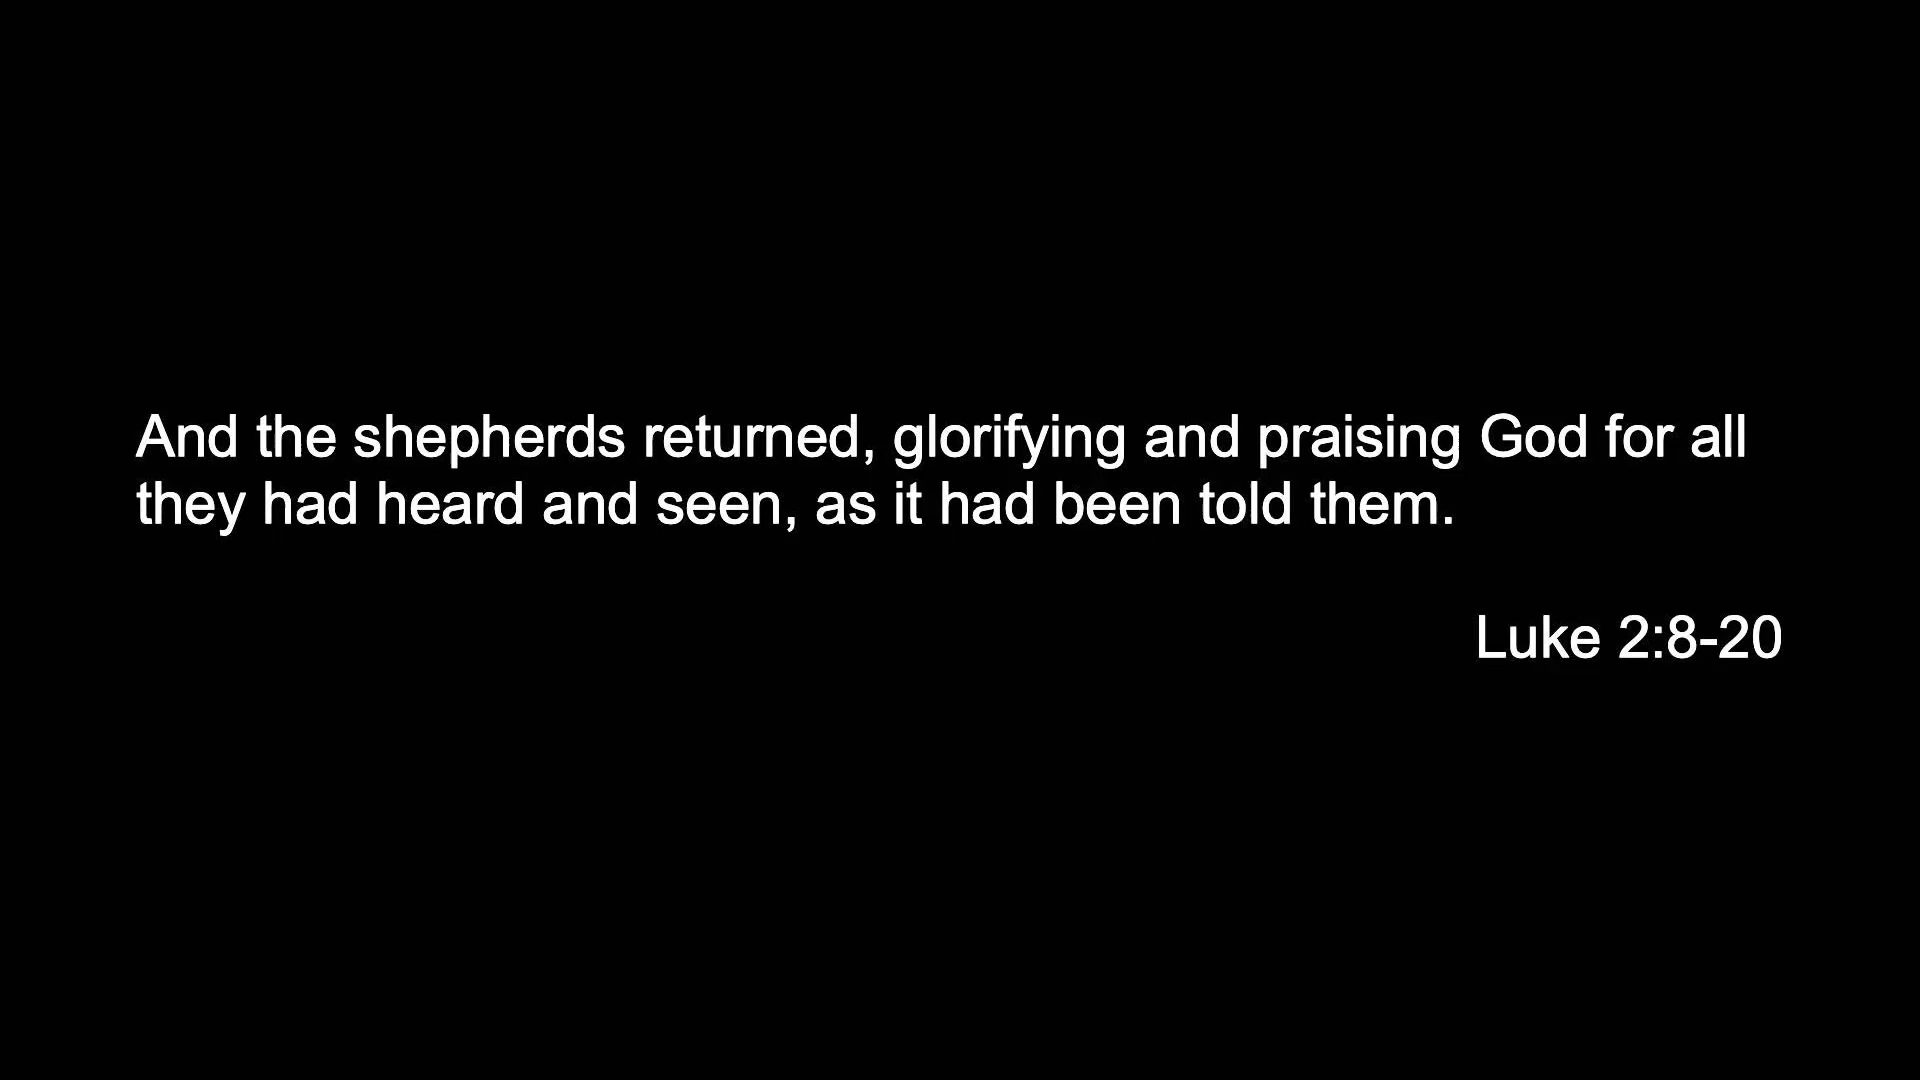 And the shepherds returned, glorifying and praising God for all
they had heard and seen, as it had been told them.
Luke 2:8-20